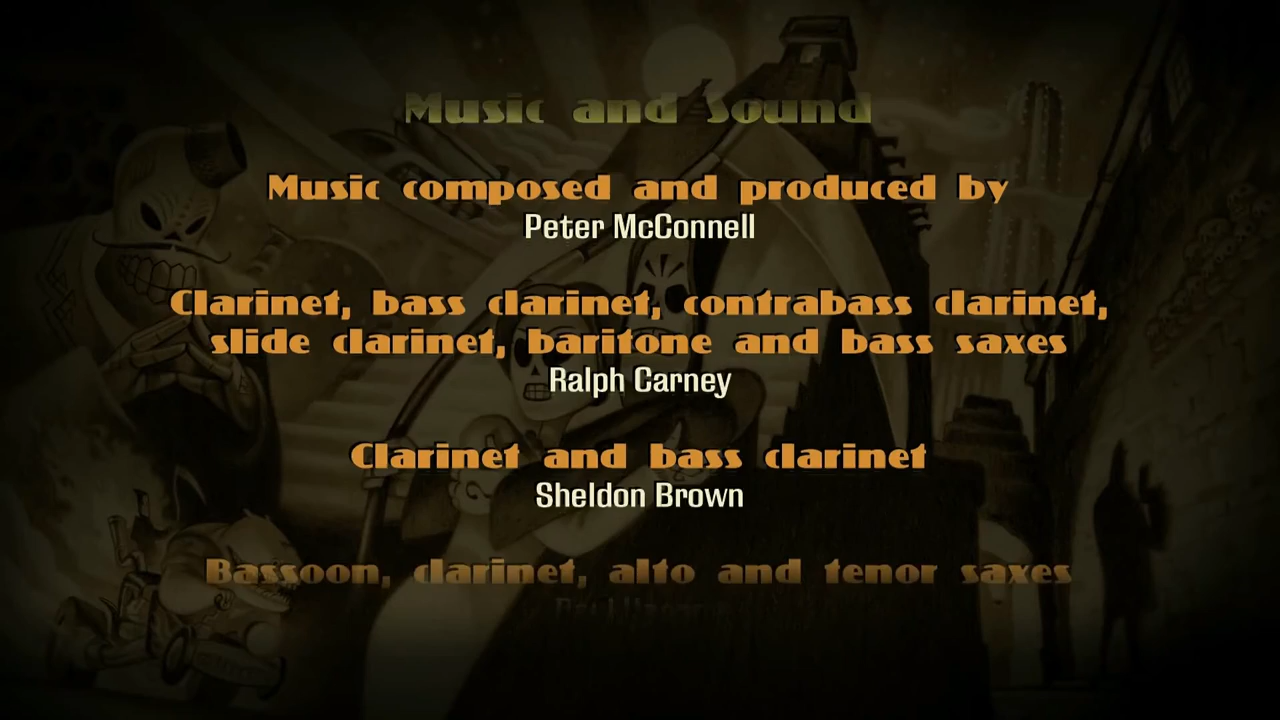 Music and Sound
Music composed and produced by
Peter McConnell
Clarinet, bass clarinet, contrabass clarinet,
slide clarinet, baritone and bass saxes
Ralph Carney
Clarinet and bass clarinet
Sheldon Brown
Bassoon, clarinet, alto and tenor saxes